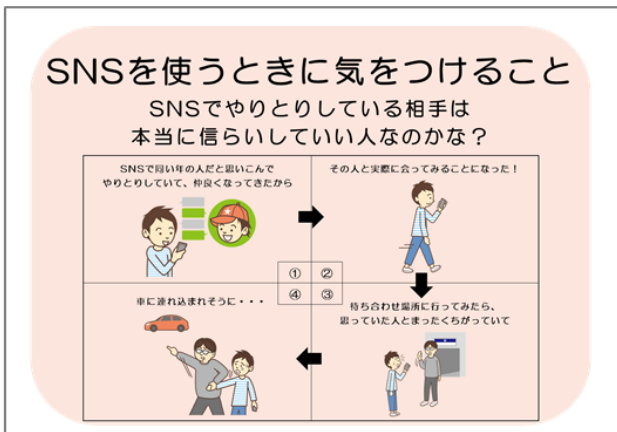 SNSを使うときに気をつけること
SNSでやりとりしている相手は
本当に信らいしていい人なのかな？
SNSで同い年の人だと思いこんで
やりとりしていて、仲良くなってきたから
その人と実際に会ってみることになった！
①
②
④
③
待ち合わせ場所に行ってみたら、
思っていた人とまったくちがっていて
車に連れ込まれそうに・・・